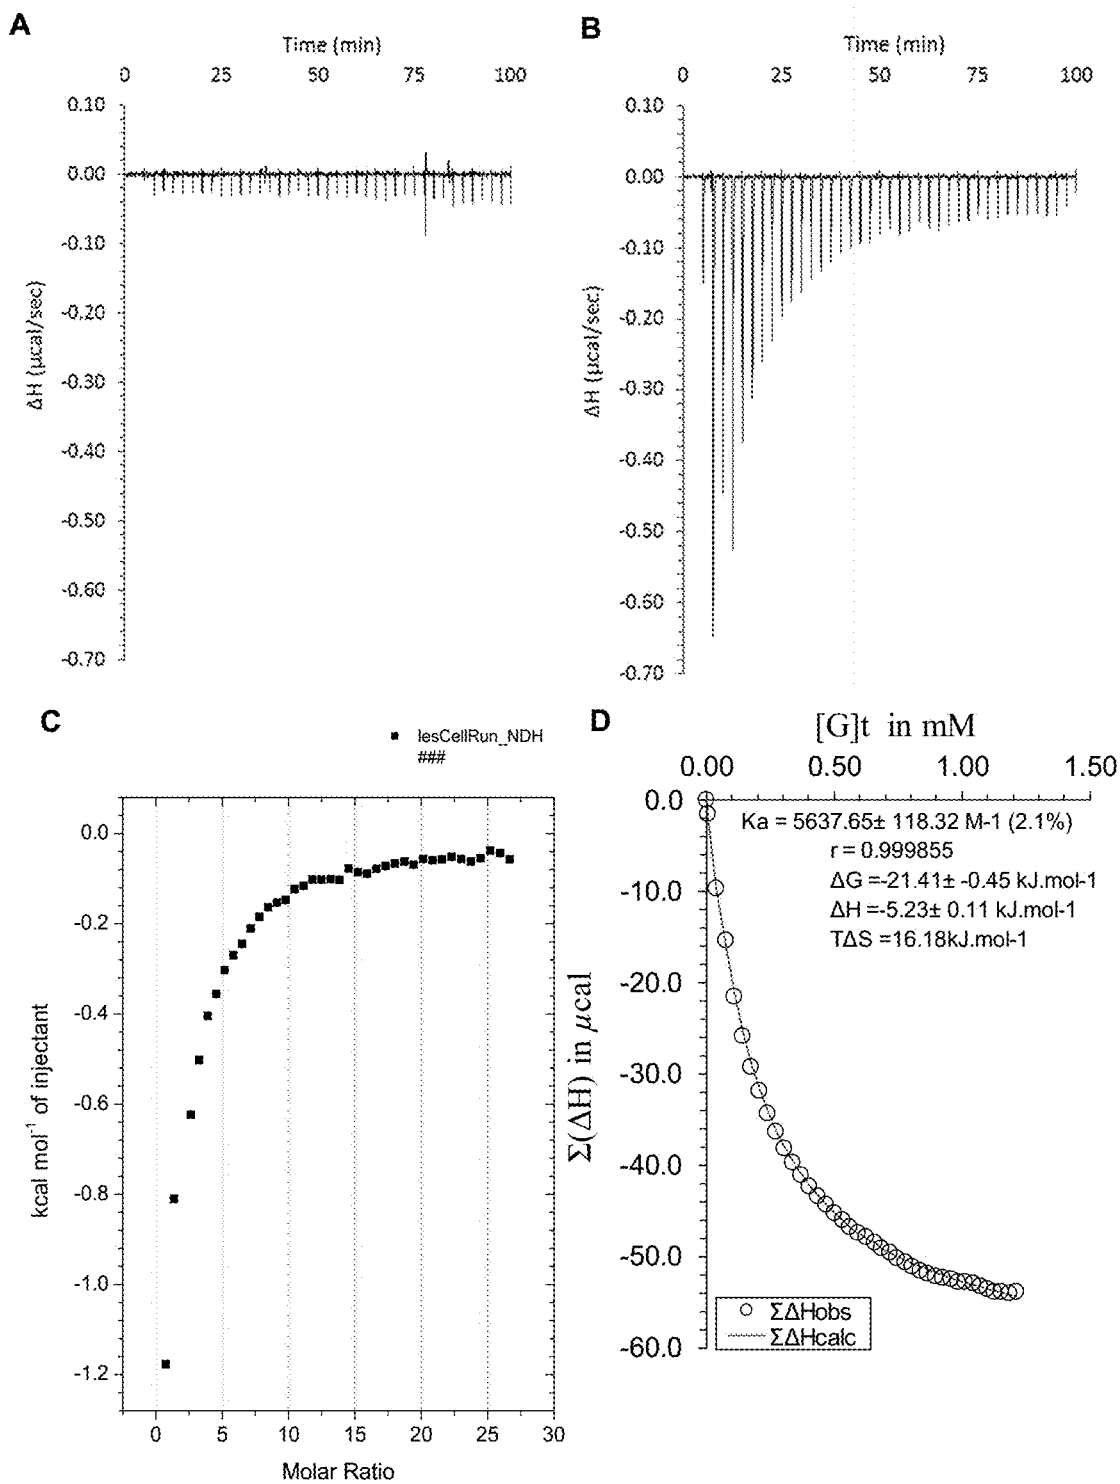 A
Time (min)
0 25 50 75 100
0.10
0.00
-0.10
-0.20
-0.30
-0.40
-0.50
-0.60
-0.70
ΔH (μcal/sec)
B
Time (min)
0 25 50 75 100
0.10
0.00
-0.10
-0.20
-0.30
-0.40
-0.50
-0.60
-0.70
ΔH (μcal/sec)
C
IesCellRun_NDH
###
0.0
-0.2
-0.4
-0.6
-0.8
-1.0
-1.2
kcal mol⁻¹ of injectant
0 5 10 15 20 25 30
Molar Ratio
D
[G]t in mM
0.00 0.50 1.00 1.50
0.0
-10.0
-20.0
-30.0
-40.0
-50.0
-60.0
Σ(ΔH) in μcal
Ka = 5637.65± 118.32 M-1 (2.1%)
r = 0.999855
ΔG =-21.41± -0.45 kJ.mol-1
ΔH =-5.23± 0.11 kJ.mol-1
TΔS =16.18kJ.mol-1
ΣΔHobs
ΣΔHcalc